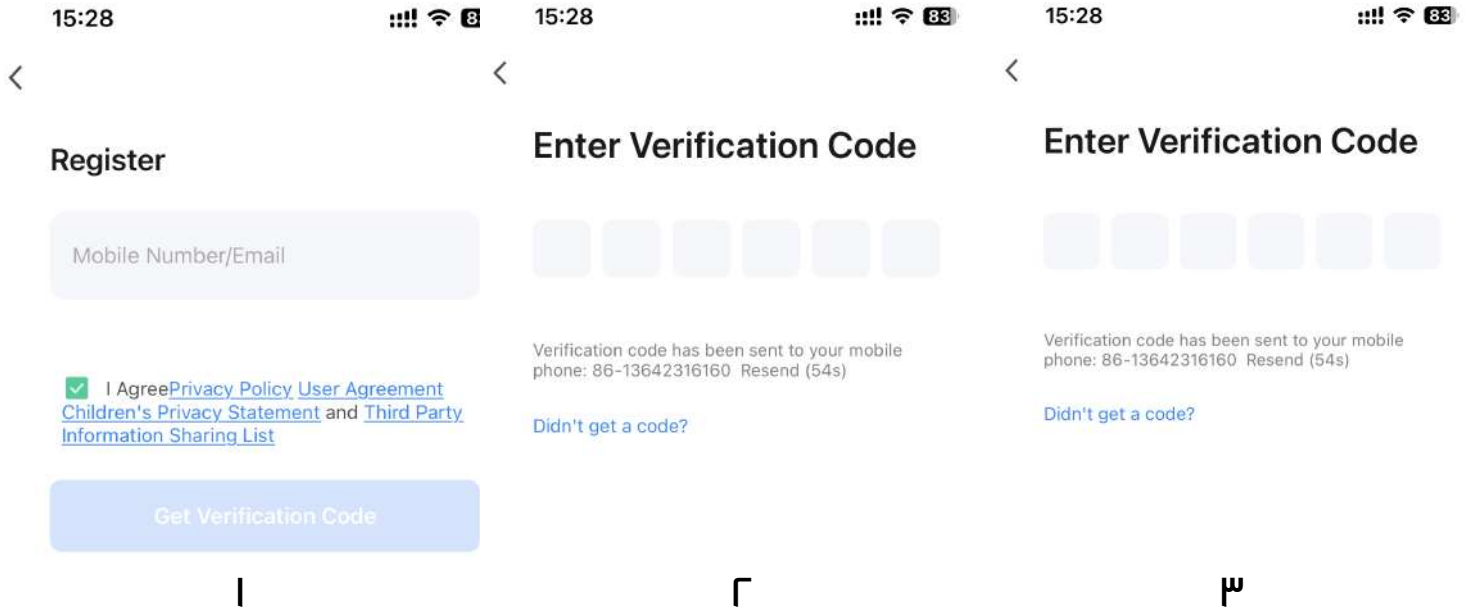 15:28
Register
Mobile Number/Email
I AgreePrivacy Policy User Agreement
Children's Privacy Statement and Third Party
Information Sharing List
Get Verification Code
١
15:28
83
Enter Verification Code
Verification code has been sent to your mobile
phone: 86-13642316160 Resend (54s)
Didn't get a code?
٢
15:28
83
Enter Verification Code
Verification code has been sent to your mobile
phone: 86-13642316160 Resend (54s)
Didn't get a code?
٣